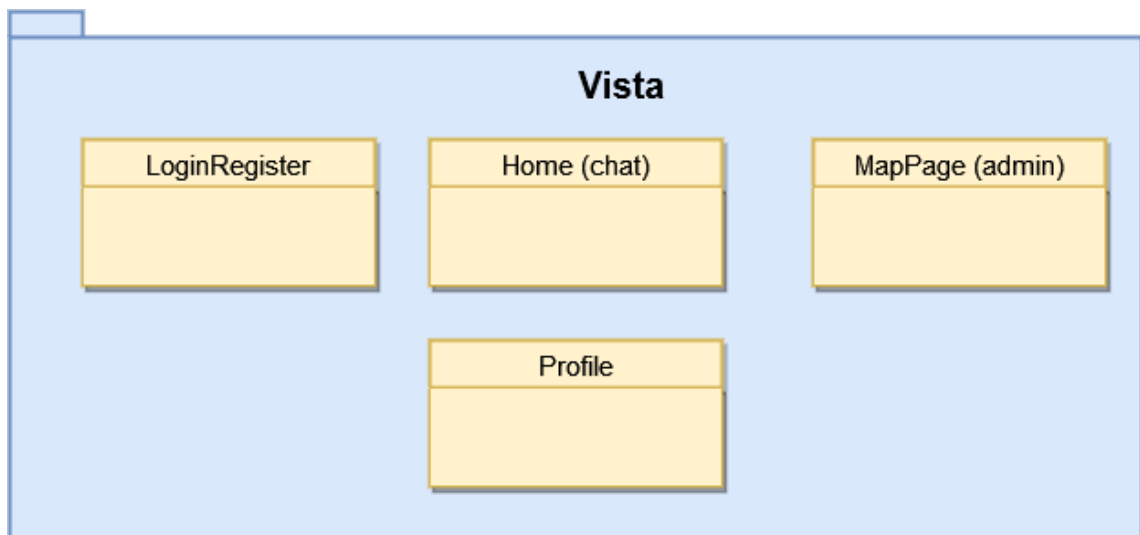 Vista
LoginRegister
Home (chat)
MapPage (admin)
Profile